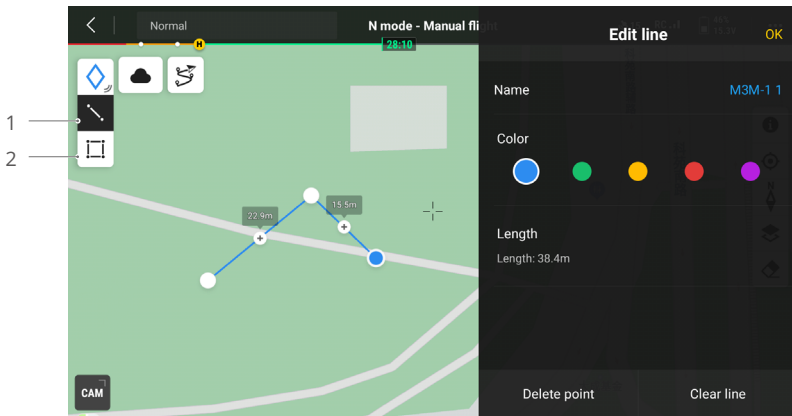 Normal
N mode - Manual fli
H
28:10
Edit line
OK
1
2
Name
M3M-1 1
Color
22.9m
15.5m
Length
Length: 38.4m
N
CAM
Delete point
Clear line